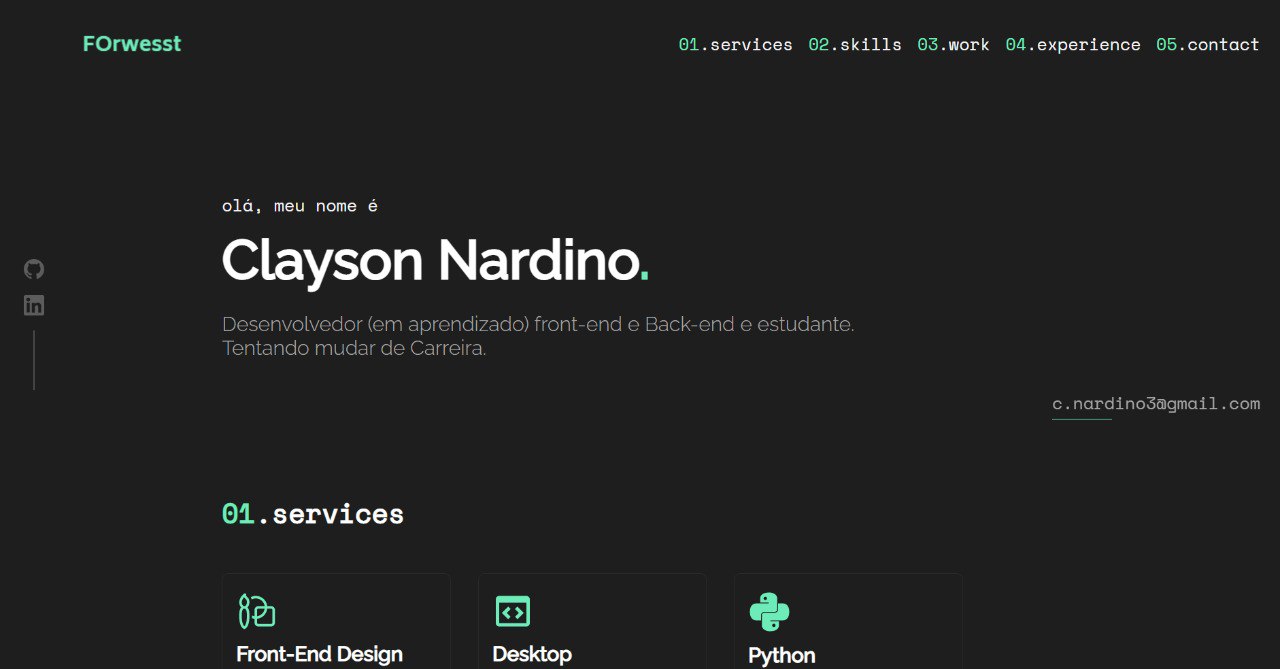 FOrwesst
01.services 02.skills 03.work 04.experience 05.contact
olá, meu nome é
Clayson Nardino.
Desenvolvedor (em aprendizado) front-end e Back-end e estudante.
Tentando mudar de Carreira.
c.nardino3@gmail.com
01.services
Front-End Design
Desktop
Python